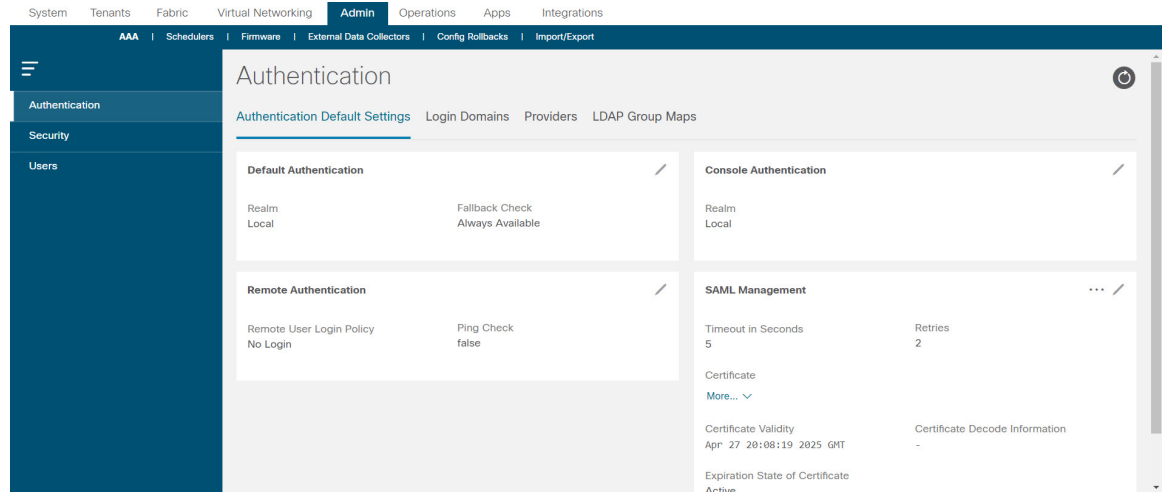 System Tenants Fabric Virtual Networking Admin Operations Apps Integrations
AAA | Schedulers | Firmware | External Data Collectors | Config Rollbacks | Import/Export
Authentication
Security
Users
Authentication
Authentication Default Settings Login Domains Providers LDAP Group Maps
Default Authentication
Realm Fallback Check
Local Always Available
Console Authentication
Realm
Local
Remote Authentication
Remote User Login Policy Ping Check
No Login false
SAML Management
Timeout in Seconds Retries
5 2
Certificate
More...
Certificate Validity Certificate Decode Information
Apr 27 20:08:19 2025 GMT -
Expiration State of Certificate
Active